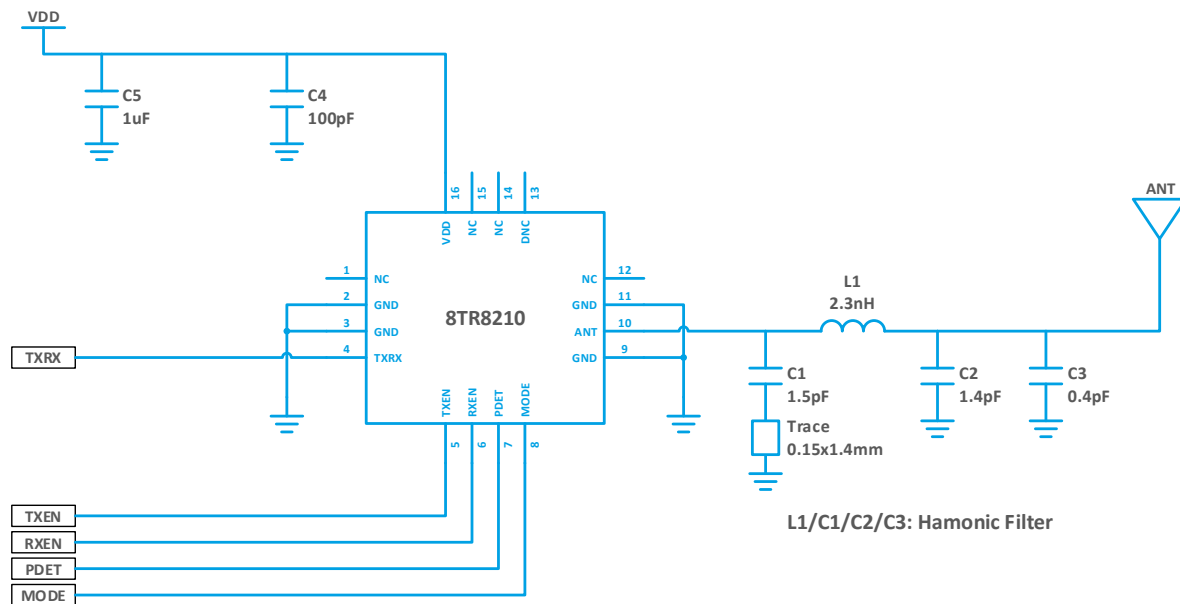 VDD
C5
1uF
C4
100pF
16
15
14
13
VDD
NC
NC
DNC
ANT
1
NC
2
GND
3
GND
4
TXRX
8TR8210
NC
12
GND
11
ANT
10
GND
9
TXRX
TXEN
RXEN
PDET
MODE
5
6
7
8
L1
2.3nH
C1
1.5pF
Trace
0.15x1.4mm
C2
1.4pF
C3
0.4pF
TXEN
RXEN
PDET
MODE
L1/C1/C2/C3: Hamonic Filter